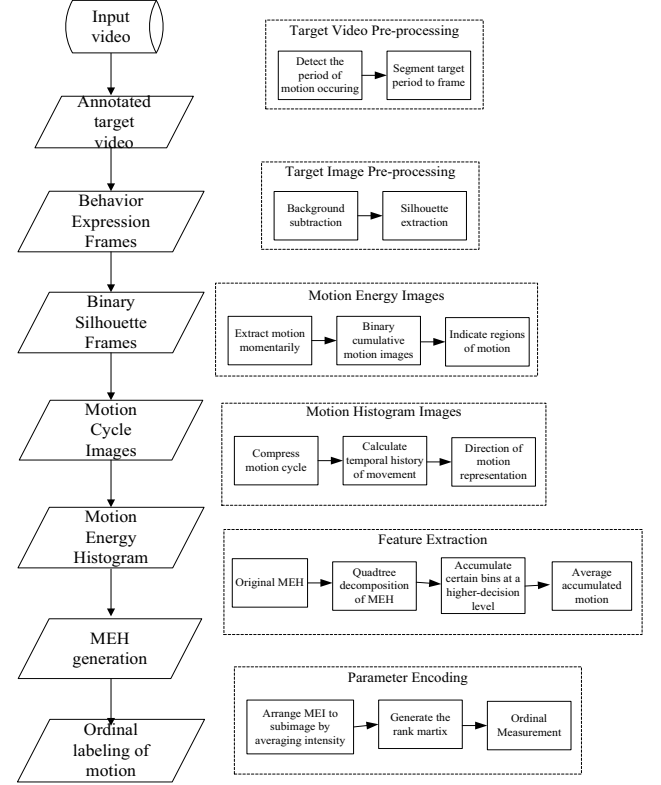 Input
video
Target Video Pre-processing
Detect the
period of
motion occuring
Segment target
period to frame
Annotated
target
video
Target Image Pre-processing
Background
subtraction
Silhouette
extraction
Behavior
Expression
Frames
Motion Energy Images
Extract motion
momentarily
Binary
cumulative
motion images
Indicate regions
of motion
Binary
Silhouette
Frames
Motion Histogram Images
Compress
motion cycle
Calculate
temporal history
of movement
Direction of
motion
representation
Motion
Cycle
Images
Feature Extraction
Original MEH
Quadtree
decomposition
of MEH
Accumulate
certain bins at a
higher-decision
level
Average
accumulated
motion
Motion
Energy
Histogram
MEH
generation
Parameter Encoding
Arrange MEI to
subimage by
averaging intensity
Generate the
rank martix
Ordinal
Measurement
Ordinal
labeling of
motion